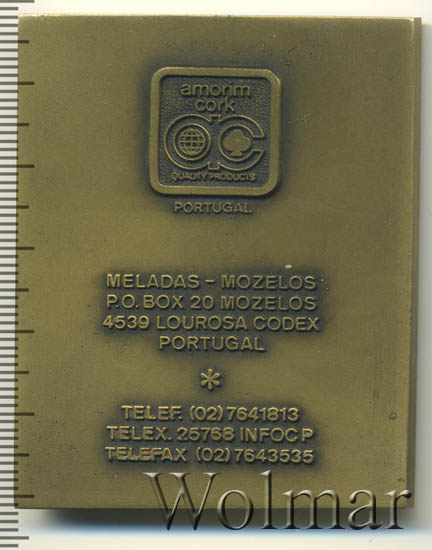 amorim
cork
QUALITY PRODUCTS
PORTUGAL
MELADAS - MOZELOS
P.O. BOX 20 MOZELOS
4539 LOUROSA CODEX
PORTUGAL
*
TELEF. (02) 7641813
TELEX. 25768 INFOC P
TELEFAX (02) 7643535
Wolmar